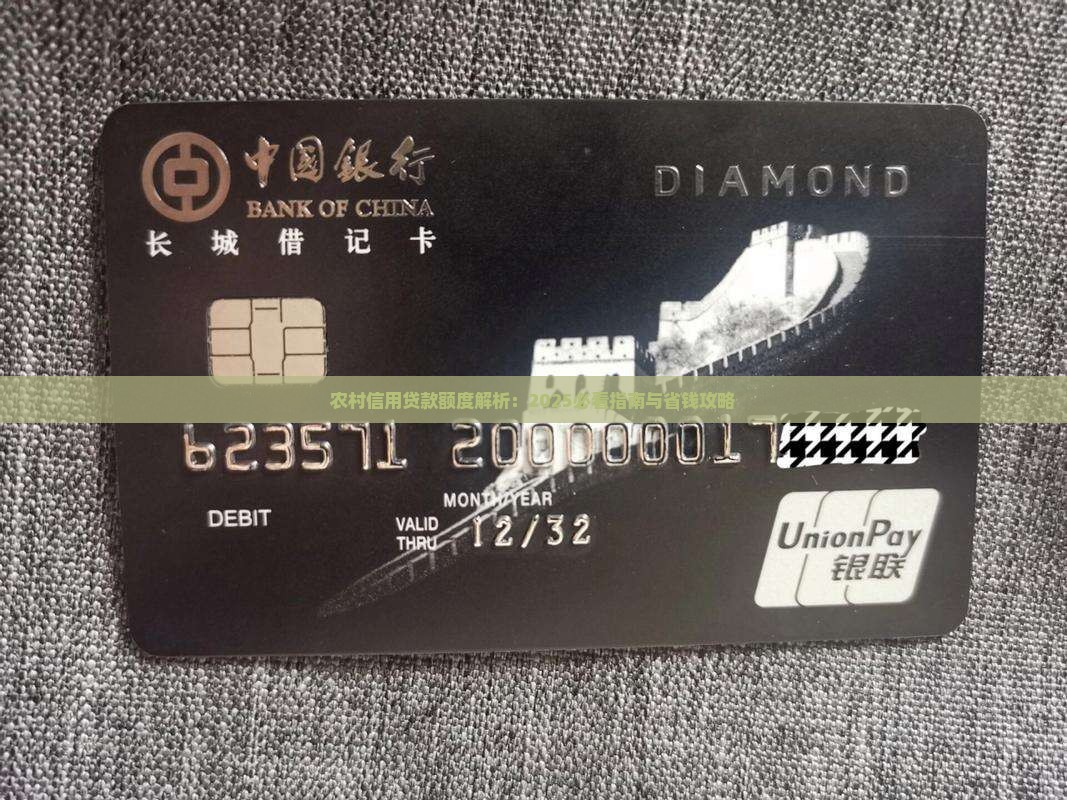 中国銀行
DIAMOND
BANK OF CHINA
长城借记卡
农村信用贷款额度解析：2025必看指南与省钱攻略
623571 200000017
MONTH/YEAR
DEBIT
VALID THRU 12/32
UnionPay
银联